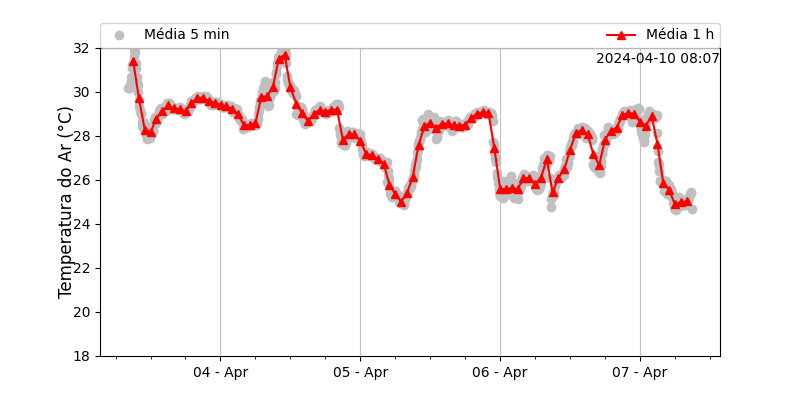 Média 5 min
Média 1 h
2024-04-10 08:07
Temperatura do Ar (°C)
32
30
28
26
24
22
20
18
04 - Apr
05 - Apr
06 - Apr
07 - Apr